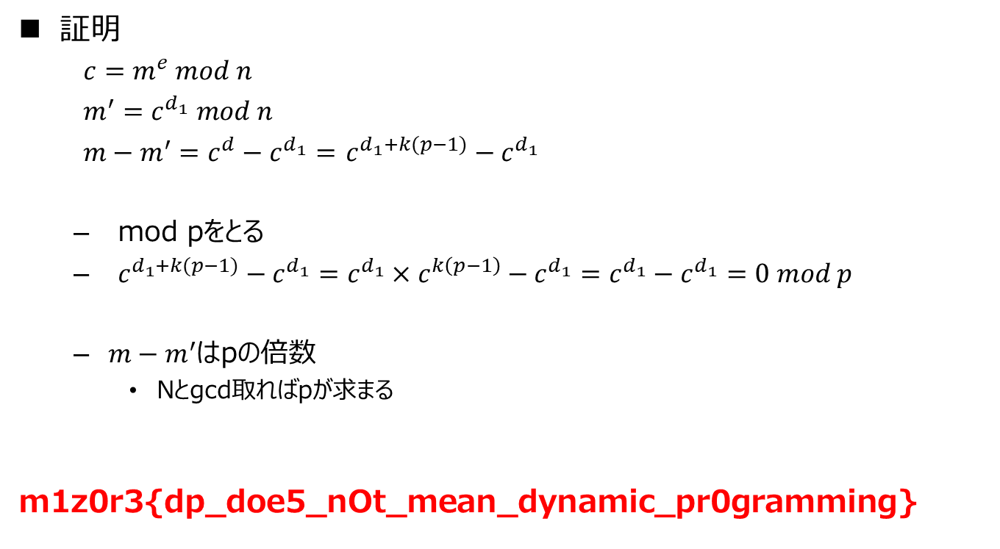 ■ 証明
c = m^e mod n
m′ = c^{d_1} mod n
m − m′ = c^d − c^{d_1} = c^{d_1+k(p−1)} − c^{d_1}
– mod pをとる
– c^{d_1+k(p−1)} − c^{d_1} = c^{d_1} × c^{k(p−1)} − c^{d_1} = c^{d_1} − c^{d_1} = 0 mod p
– m − m′はpの倍数
• Nとgcd取ればpが求まる
m1z0r3{dp_doe5_nOt_mean_dynamic_pr0gramming}